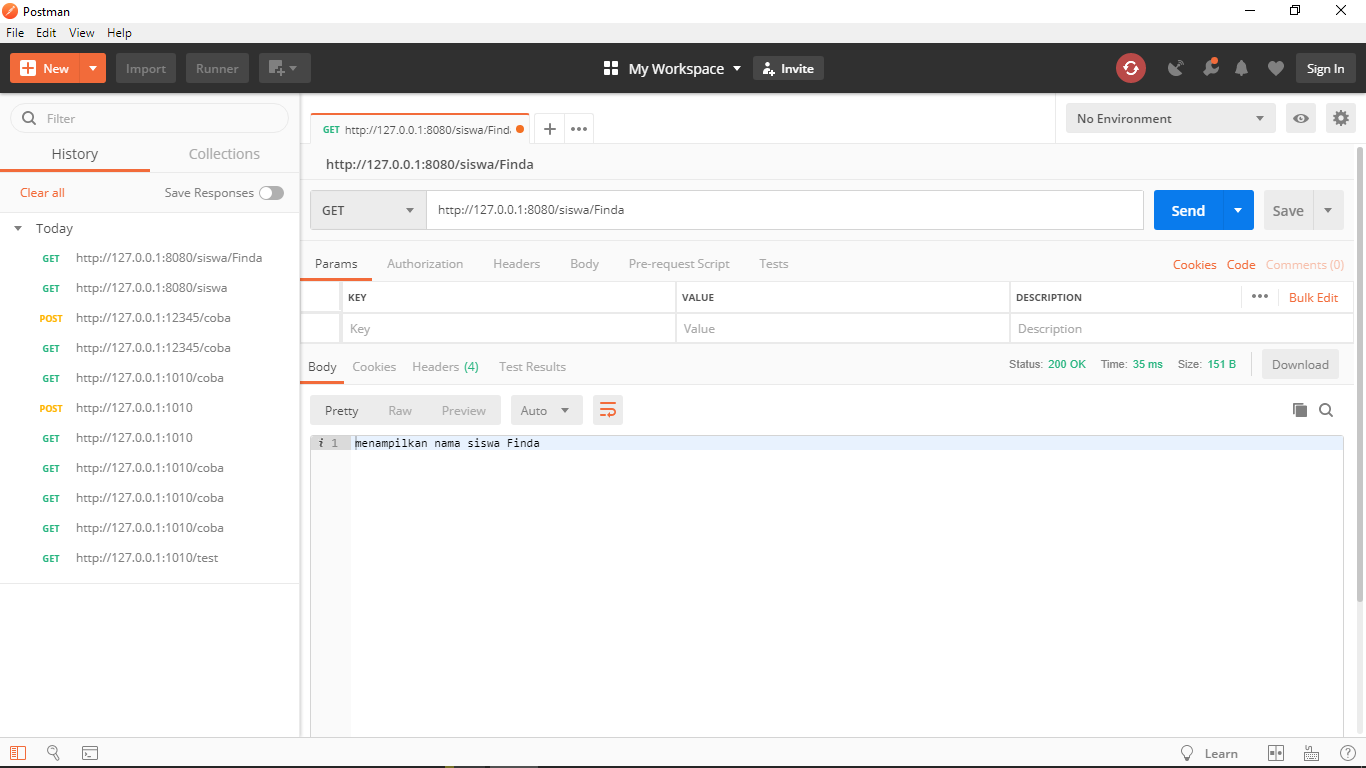 Postman
File Edit View Help
New Import Runner My Workspace Invite Sign In
Filter
History Collections
Clear all Save Responses
Today
GET http://127.0.0.1:8080/siswa/Finda
GET http://127.0.0.1:8080/siswa
POST http://127.0.0.1:12345/coba
GET http://127.0.0.1:12345/coba
GET http://127.0.0.1:1010/coba
POST http://127.0.0.1:1010
GET http://127.0.0.1:1010
GET http://127.0.0.1:1010/coba
GET http://127.0.0.1:1010/coba
GET http://127.0.0.1:1010/coba
GET http://127.0.0.1:1010/test
GET http://127.0.0.1:8080/siswa/Find
No Environment
http://127.0.0.1:8080/siswa/Finda
GET http://127.0.0.1:8080/siswa/Finda Send Save
Params Authorization Headers Body Pre-request Script Tests Cookies Code Comments (0)
KEY VALUE DESCRIPTION ••• Bulk Edit
Key Value Description
Body Cookies Headers (4) Test Results Status: 200 OK Time: 35 ms Size: 151 B Download
Pretty Raw Preview Auto
i 1 menampilkan nama siswa Finda
Learn